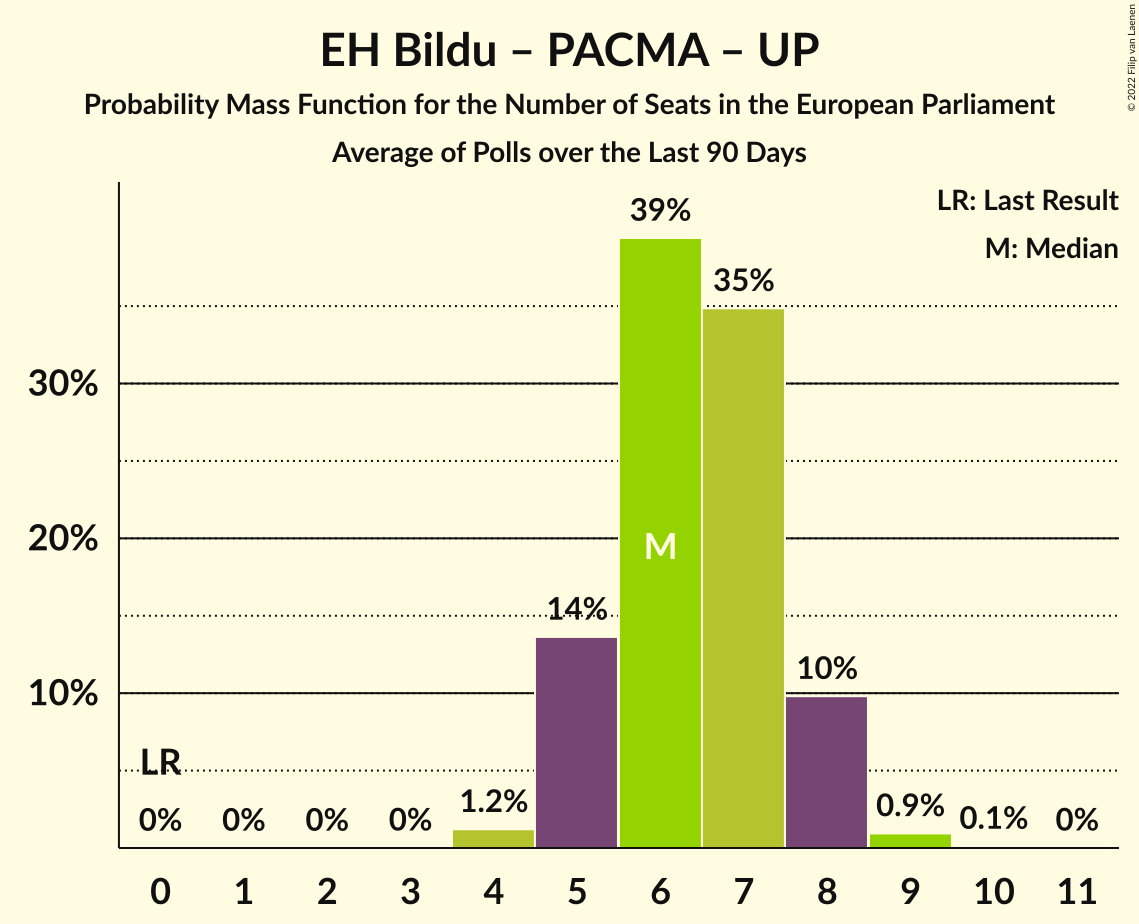 EH Bildu – PACMA – UP
Probability Mass Function for the Number of Seats in the European Parliament
Average of Polls over the Last 90 Days
© 2022 Filip van Laenen
LR: Last Result
M: Median
39%
35%
30%
20%
M
14%
10%
10%
LR
0%
0%
0%
0%
1.2%
0.9%
0.1%
0%
0 1 2 3 4 5 6 7 8 9 10 11